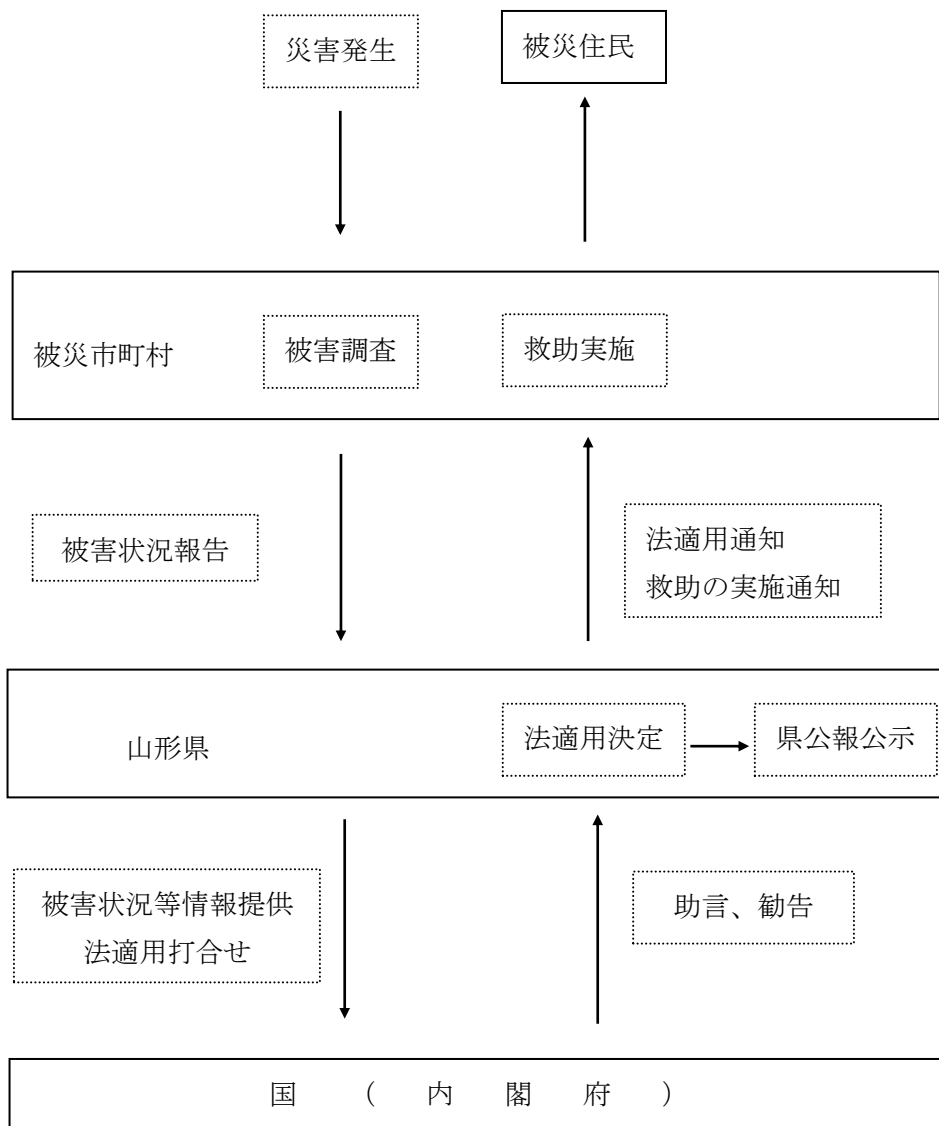 災害発生
被災住民
被災市町村
被害調査
救助実施
被害状況報告
法適用通知
救助の実施通知
山形県
法適用決定
県公報公示
被害状況等情報提供
法適用打合せ
助言、勧告
国（内閣府）